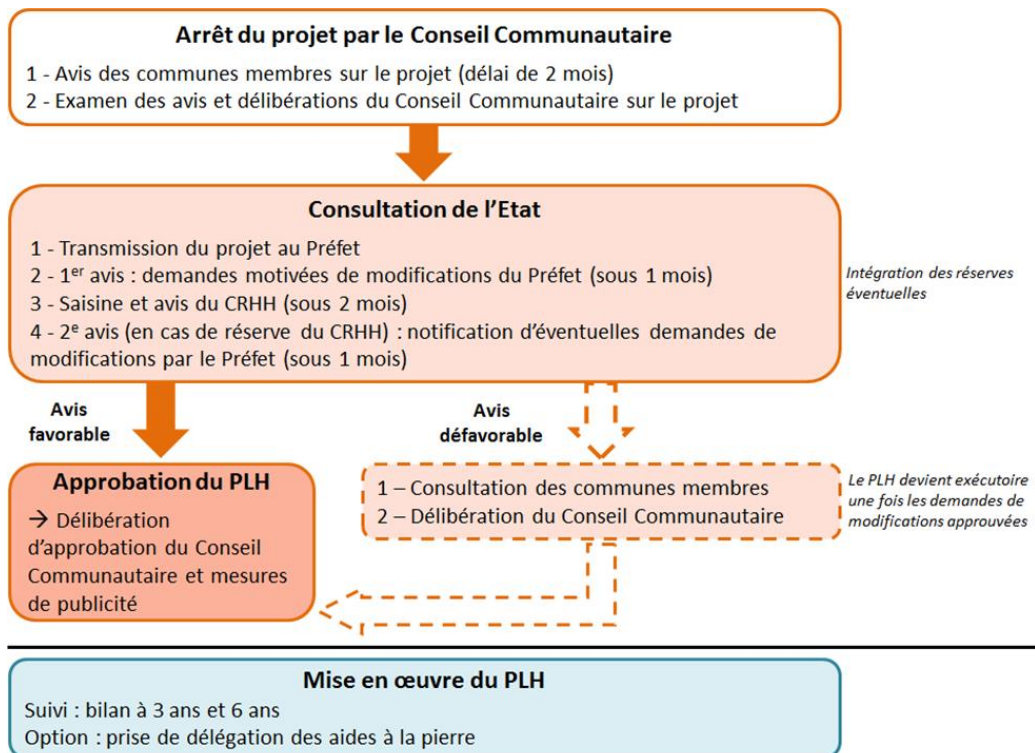 Arrêt du projet par le Conseil Communautaire
1 - Avis des communes membres sur le projet (délai de 2 mois)
2 - Examen des avis et délibérations du Conseil Communautaire sur le projet
Consultation de l'Etat
1 - Transmission du projet au Préfet
2 - 1er avis : demandes motivées de modifications du Préfet (sous 1 mois)
3 - Saisine et avis du CRHH (sous 2 mois)
4 - 2e avis (en cas de réserve du CRHH) : notification d'éventuelles demandes de
modifications par le Préfet (sous 1 mois)
Intégration des réserves
éventuelles
Avis
favorable
Avis
défavorable
Approbation du PLH
→ Délibération
d'approbation du Conseil
Communautaire et mesures
de publicité
1 – Consultation des communes membres
2 – Délibération du Conseil Communautaire
Le PLH devient exécutoire
une fois les demandes de
modifications approuvées
Mise en œuvre du PLH
Suivi : bilan à 3 ans et 6 ans
Option : prise de délégation des aides à la pierre